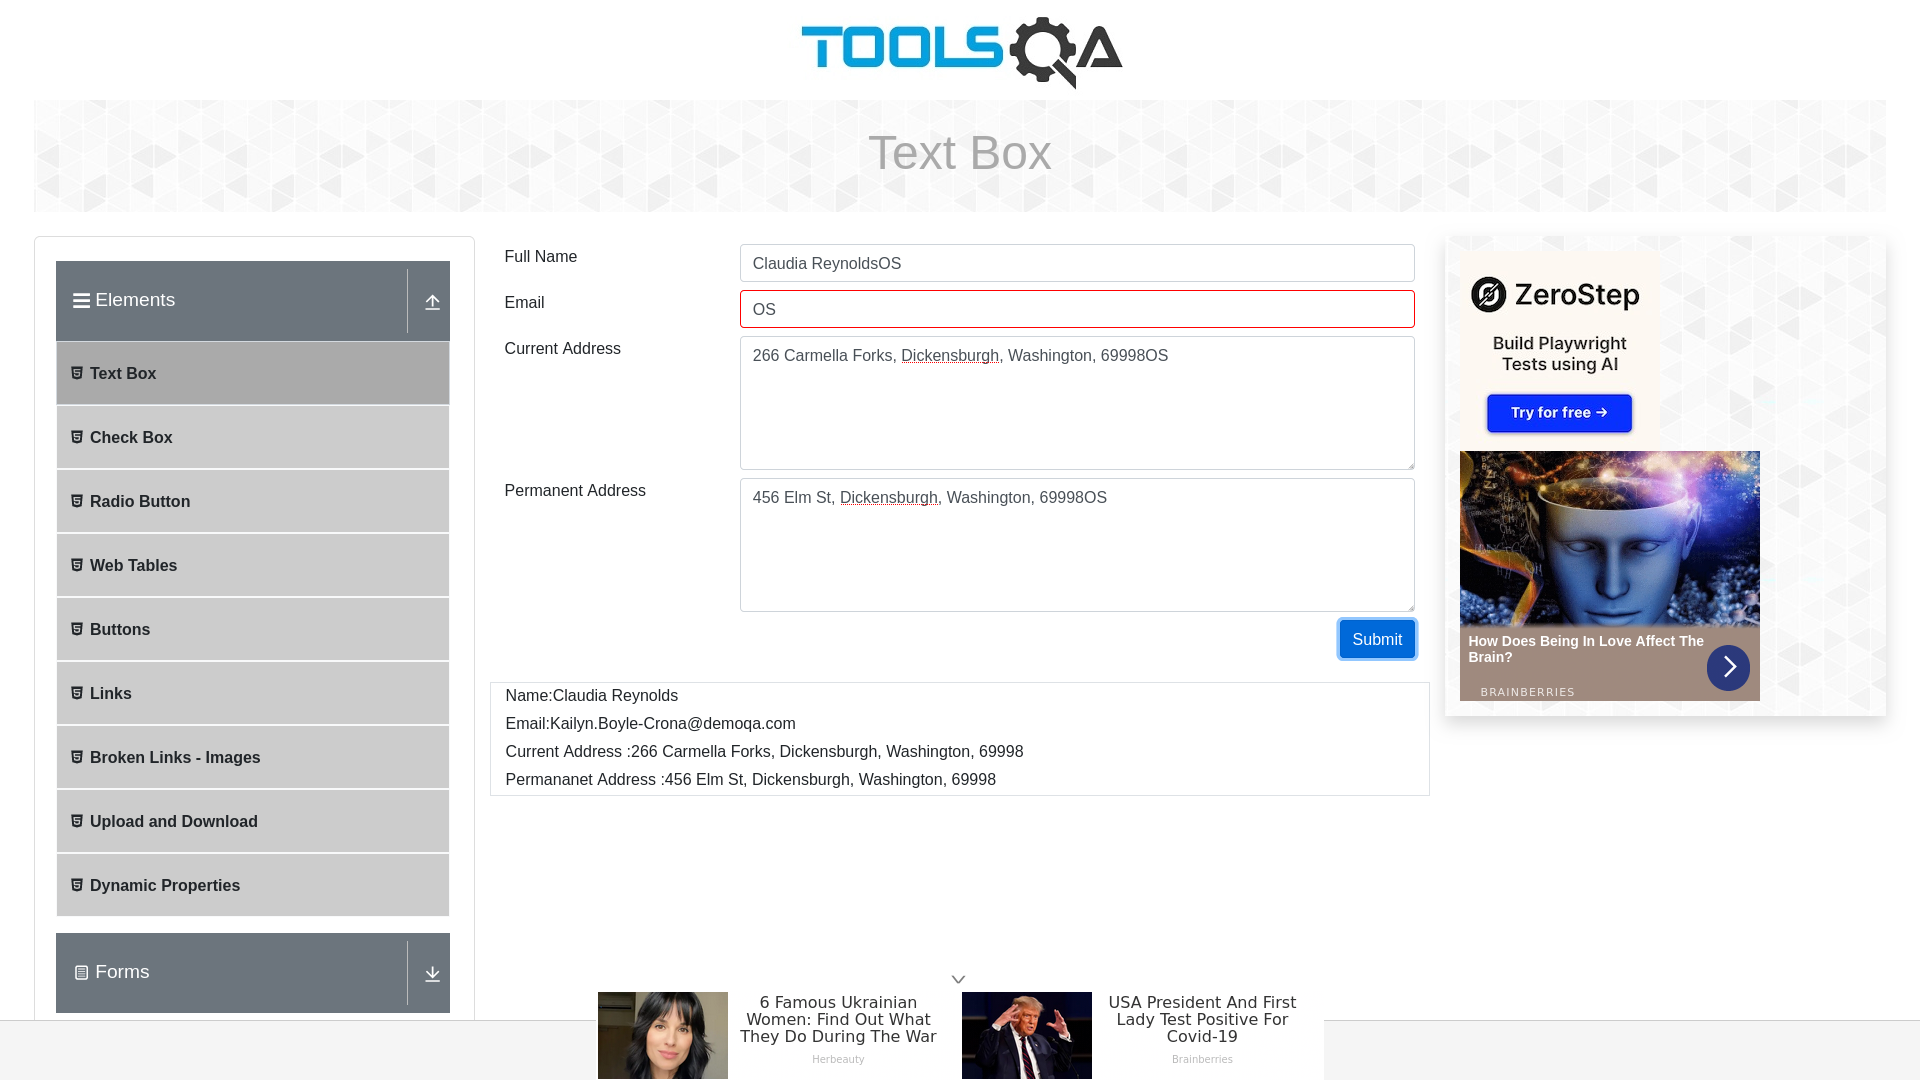 TOOLSQA
Text Box
Elements
Text Box
Check Box
Radio Button
Web Tables
Buttons
Links
Broken Links - Images
Upload and Download
Dynamic Properties
Forms
Full Name
Claudia ReynoldsOS
Email
OS
Current Address
266 Carmella Forks, Dickensburgh, Washington, 69998OS
Permanent Address
456 Elm St, Dickensburgh, Washington, 69998OS
Submit
Name:Claudia Reynolds
Email:Kailyn.Boyle-Crona@demoqa.com
Current Address :266 Carmella Forks, Dickensburgh, Washington, 69998
Permananet Address :456 Elm St, Dickensburgh, Washington, 69998
ZeroStep
Build Playwright
Tests using AI
Try for free →
How Does Being In Love Affect The
Brain?
BRAINBERRIES
6 Famous Ukrainian
Women: Find Out What
They Do During The War
Herbeauty
USA President And First
Lady Test Positive For
Covid-19
Brainberries